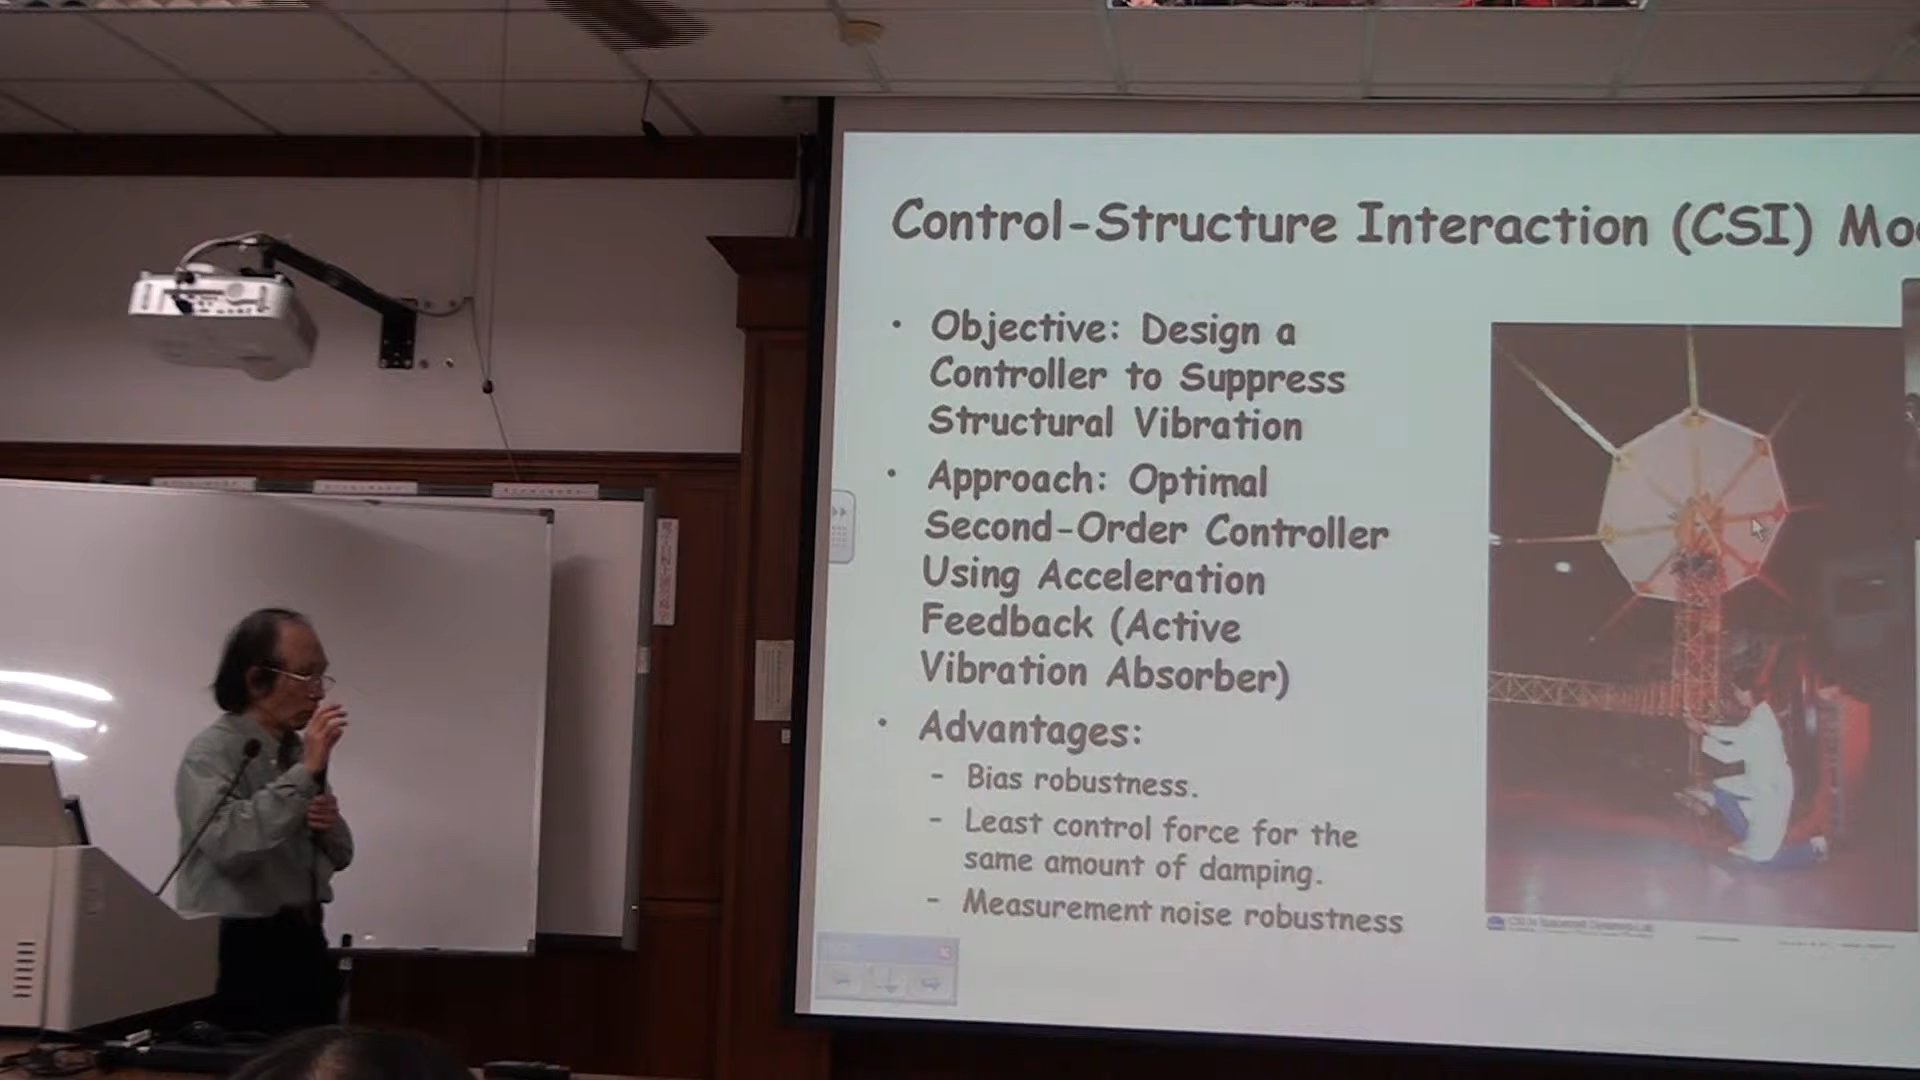 Control-Structure Interaction (CSI)
• Objective: Design a
Controller to Suppress
Structural Vibration
• Approach: Optimal
Second-Order Controller
Using Acceleration
Feedback (Active
Vibration Absorber)
• Advantages:
- Bias robustness.
- Least control force for the
same amount of damping.
- Measurement noise robustness